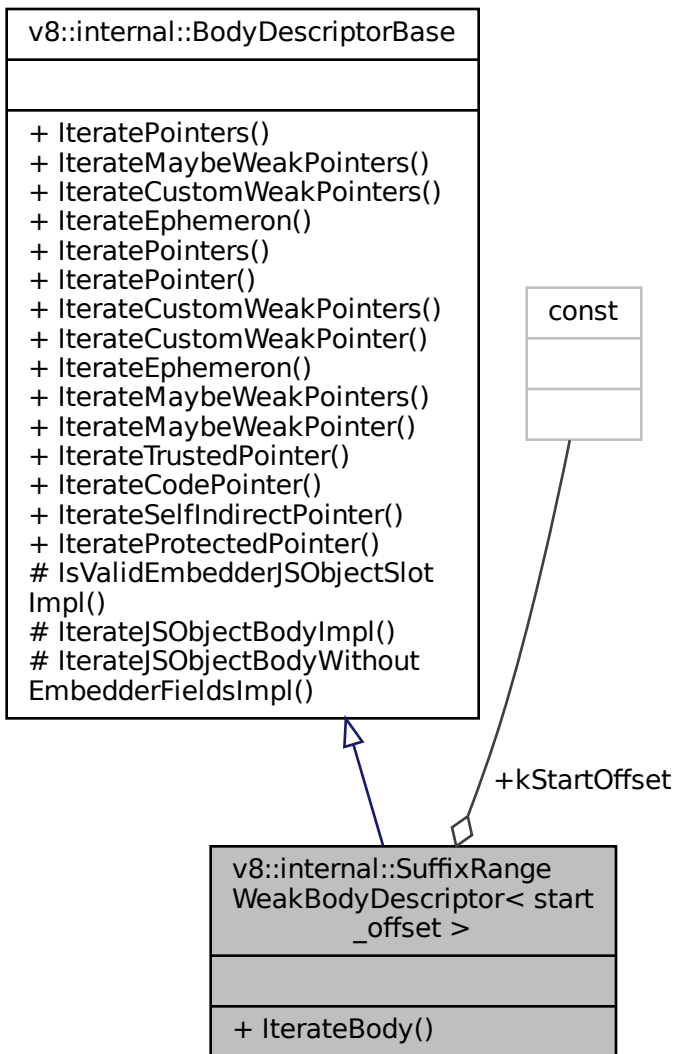 v8::internal::BodyDescriptorBase
+ IteratePointers()
+ IterateMaybeWeakPointers()
+ IterateCustomWeakPointers()
+ IterateEphemeron()
+ IteratePointers()
+ IteratePointer()
+ IterateCustomWeakPointers()
+ IterateCustomWeakPointer()
+ IterateEphemeron()
+ IterateMaybeWeakPointers()
+ IterateMaybeWeakPointer()
+ IterateTrustedPointer()
+ IterateCodePointer()
+ IterateSelfIndirectPointer()
+ IterateProtectedPointer()
# IsValidEmbedderJSObjectSlot
Impl()
# IterateJSObjectBodyImpl()
# IterateJSObjectBodyWithout
EmbedderFieldsImpl()
const
+kStartOffset
v8::internal::SuffixRange
WeakBodyDescriptor< start
_offset >
+ IterateBody()